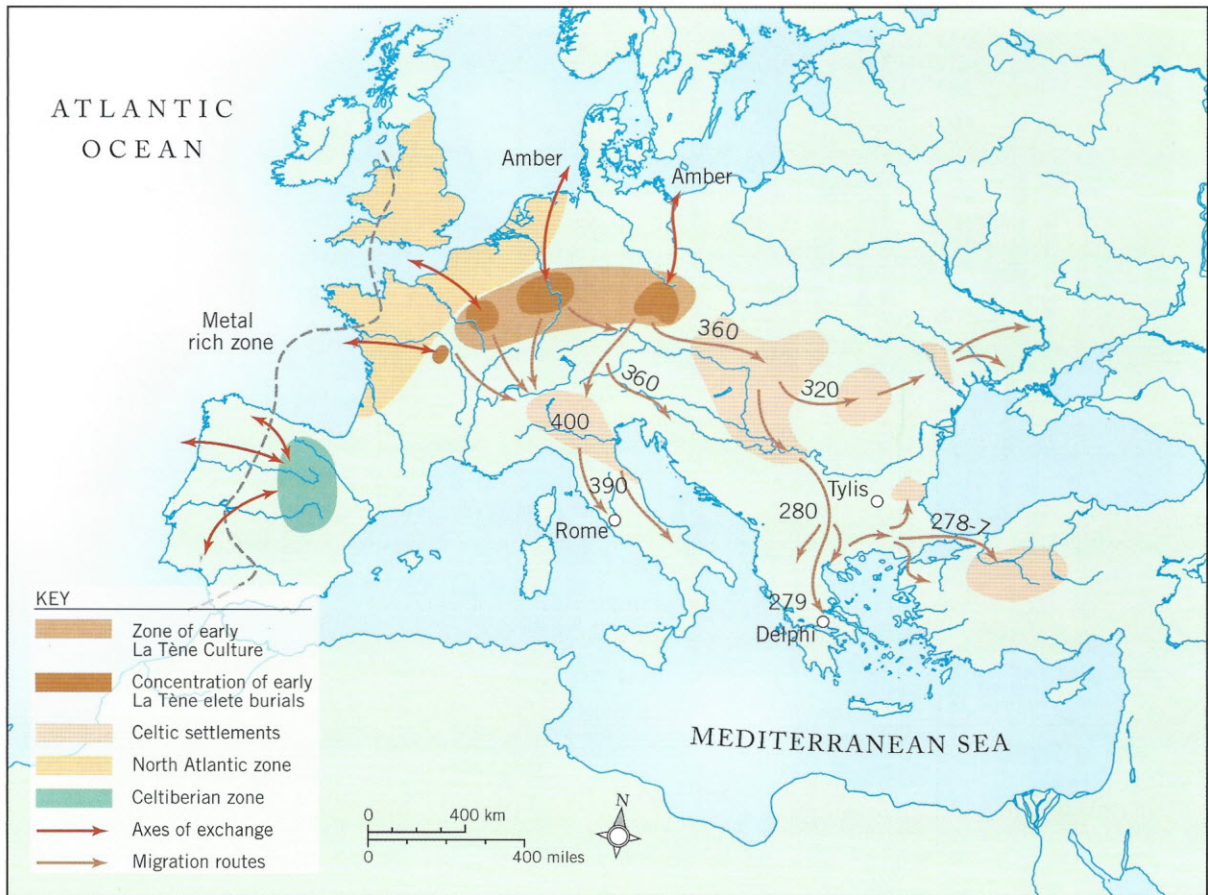 ATLANTIC
OCEAN
Amber
Amber
Metal
rich zone
360
360
320
400
390
Rome
Tylis
280
278-7
279
Delphi
MEDITERRANEAN SEA
KEY
Zone of early
La Tène Culture
Concentration of early
La Tène elete burials
Celtic settlements
North Atlantic zone
Celtiberian zone
Axes of exchange
Migration routes
0 400 km
0 400 miles
N